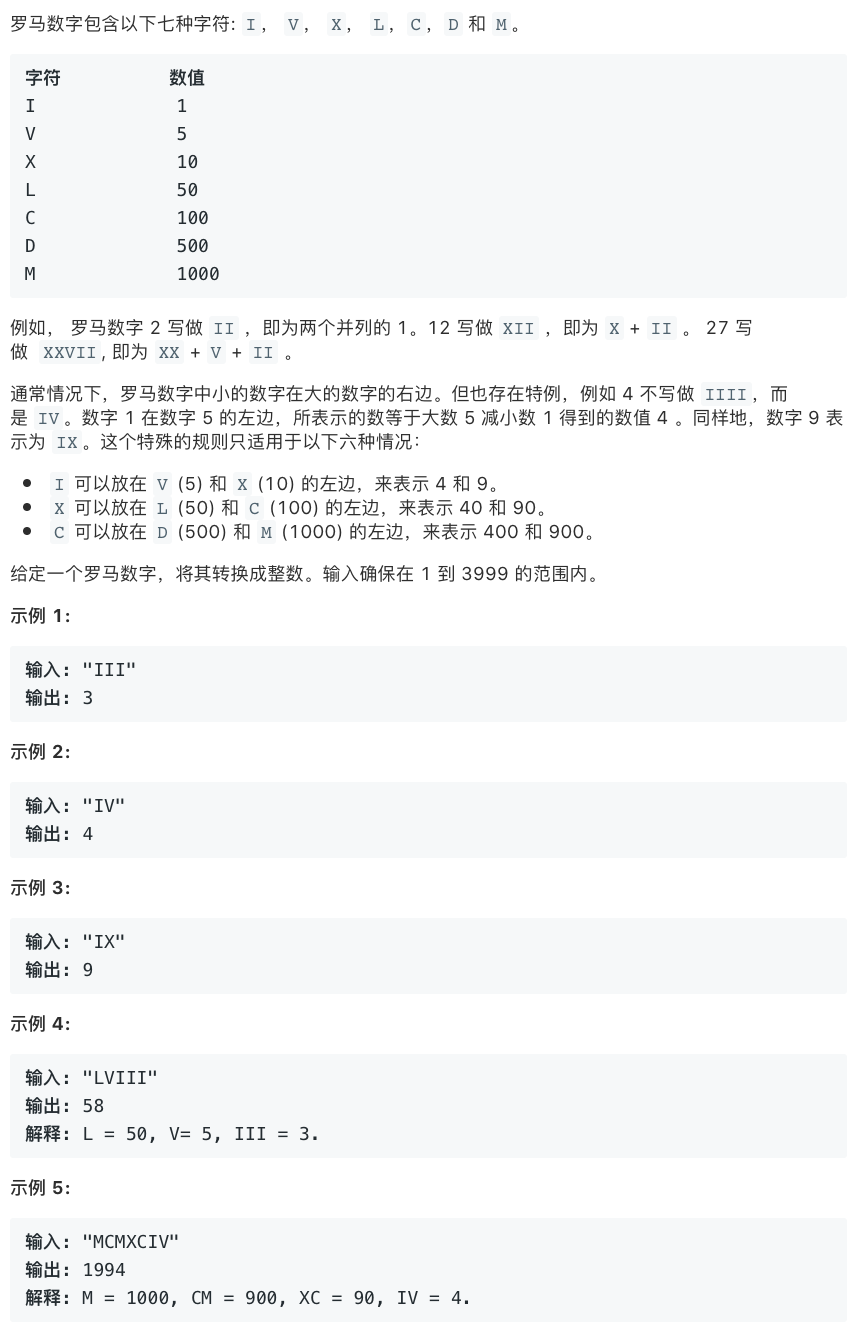 罗马数字包含以下七种字符: I， V， X， L，C，D 和 M。
字符 数值
I 1
V 5
X 10
L 50
C 100
D 500
M 1000
例如， 罗马数字 2 写做 II ，即为两个并列的 1。12 写做 XII ，即为 X + II 。 27 写
做 XXVII, 即为 XX + V + II 。
通常情况下，罗马数字中小的数字在大的数字的右边。但也存在特例，例如 4 不写做 IIII，而
是 IV。数字 1 在数字 5 的左边，所表示的数等于大数 5 减小数 1 得到的数值 4 。同样地，数字 9 表
示为 IX。这个特殊的规则只适用于以下六种情况：
• I 可以放在 V (5) 和 X (10) 的左边，来表示 4 和 9。
• X 可以放在 L (50) 和 C (100) 的左边，来表示 40 和 90。
• C 可以放在 D (500) 和 M (1000) 的左边，来表示 400 和 900。
给定一个罗马数字，将其转换成整数。输入确保在 1 到 3999 的范围内。
示例 1:
输入: "III"
输出: 3
示例 2:
输入: "IV"
输出: 4
示例 3:
输入: "IX"
输出: 9
示例 4:
输入: "LVIII"
输出: 58
解释: L = 50, V= 5, III = 3.
示例 5:
输入: "MCMXCIV"
输出: 1994
解释: M = 1000, CM = 900, XC = 90, IV = 4.